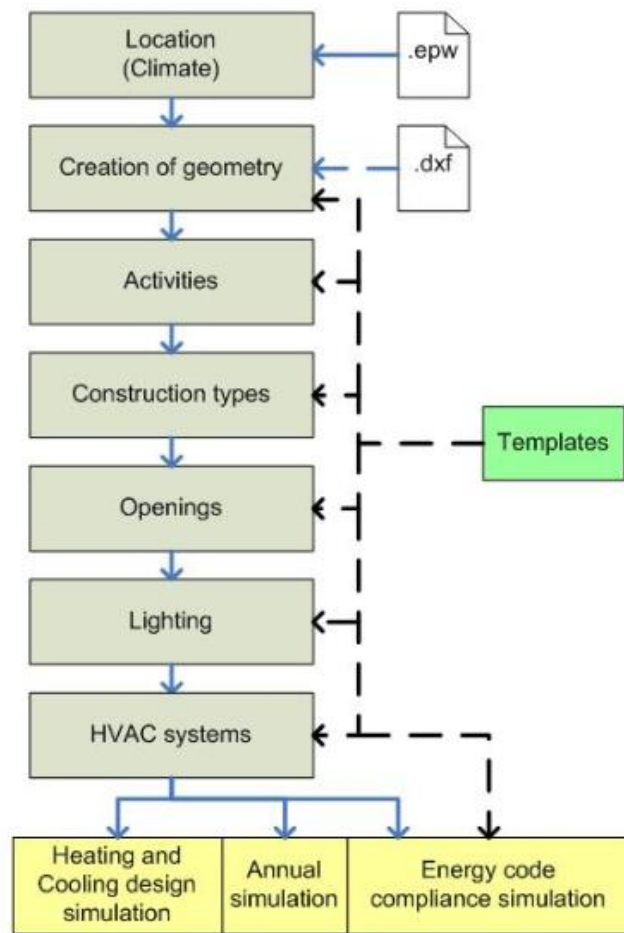 Location
(Climate)
.epw
Creation of geometry
.dxf
Activities
Construction types
Templates
Openings
Lighting
HVAC systems
Heating and
Cooling design
simulation
Annual
simulation
Energy code
compliance simulation